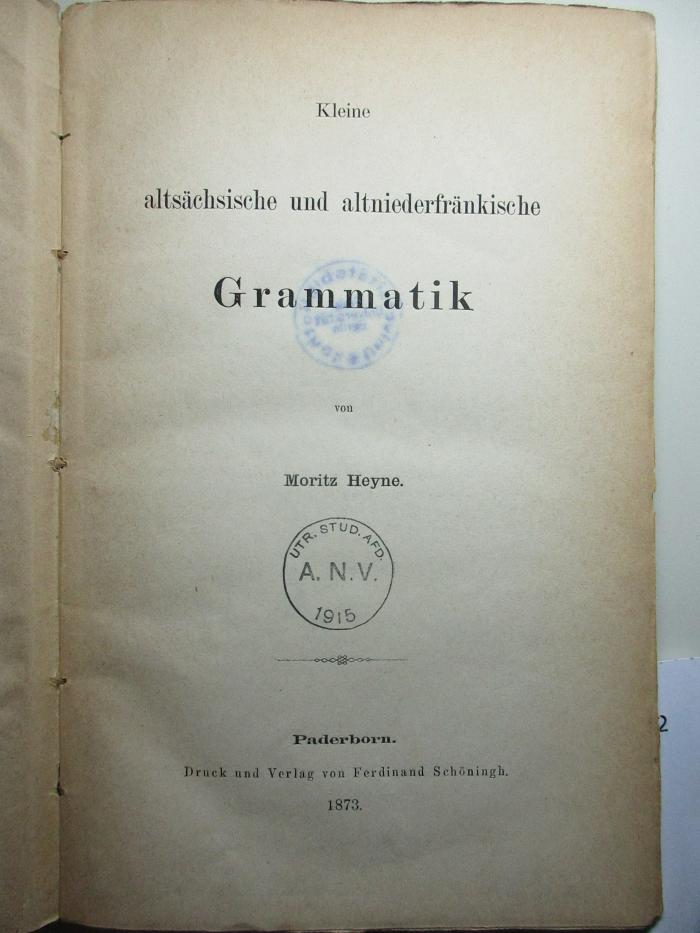 Kleine
altsächsische und altniederfränkische
Grammatik
von
Moritz Heyne.
UTR. STUD. AFD.
A. N. V.
1915
Paderborn.
Druck und Verlag von Ferdinand Schöningh.
1873.
2